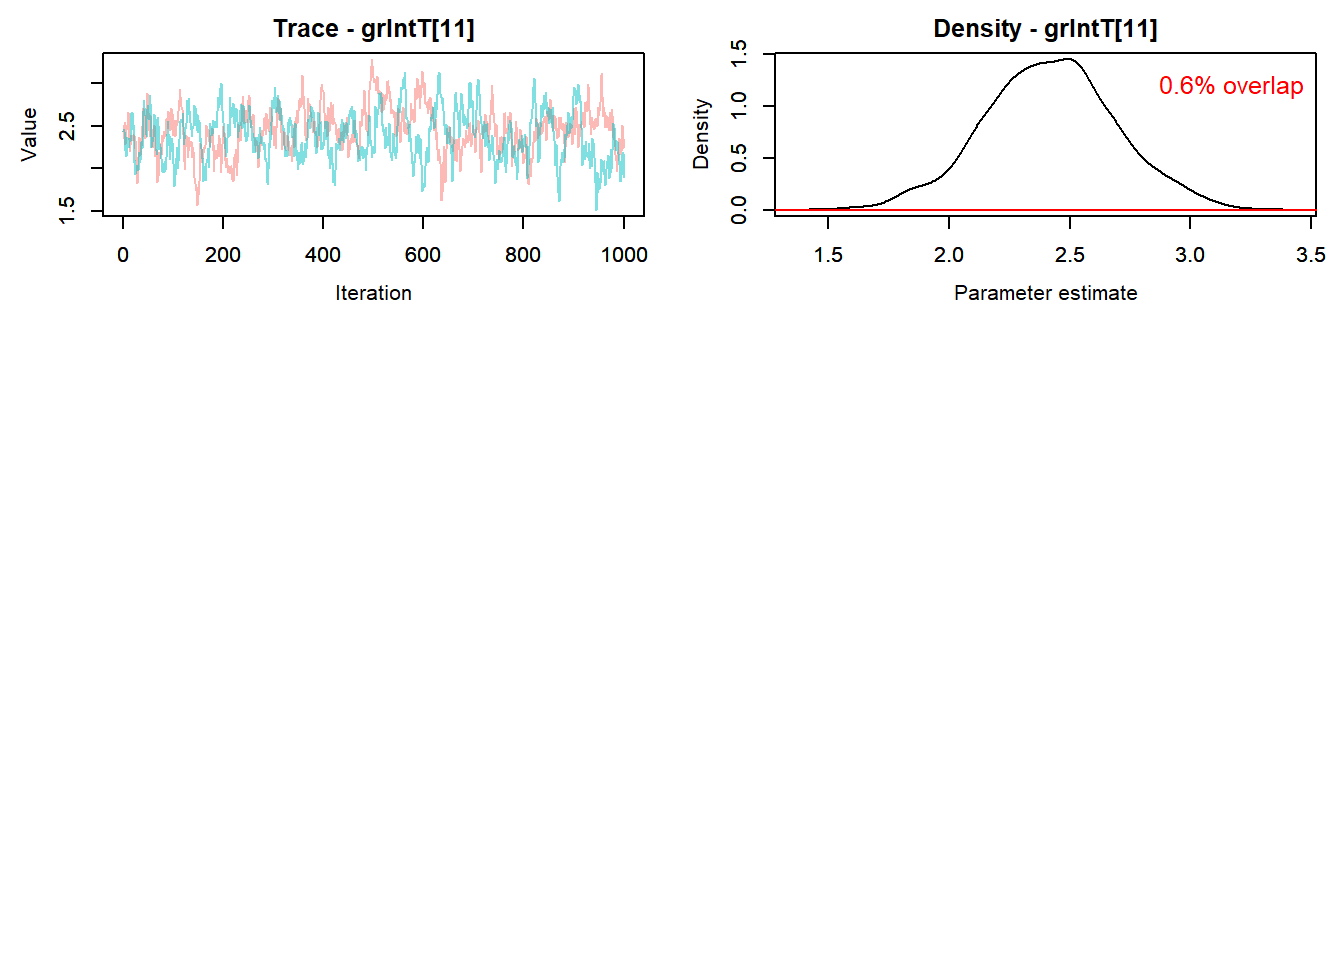 Trace - grIntT[11]
Value
2.5
1.5
0 200 400 600 800 1000
Iteration
Density - grIntT[11]
Density
1.5
1.0
0.5
0.0
0.6% overlap
1.5 2.0 2.5 3.0 3.5
Parameter estimate